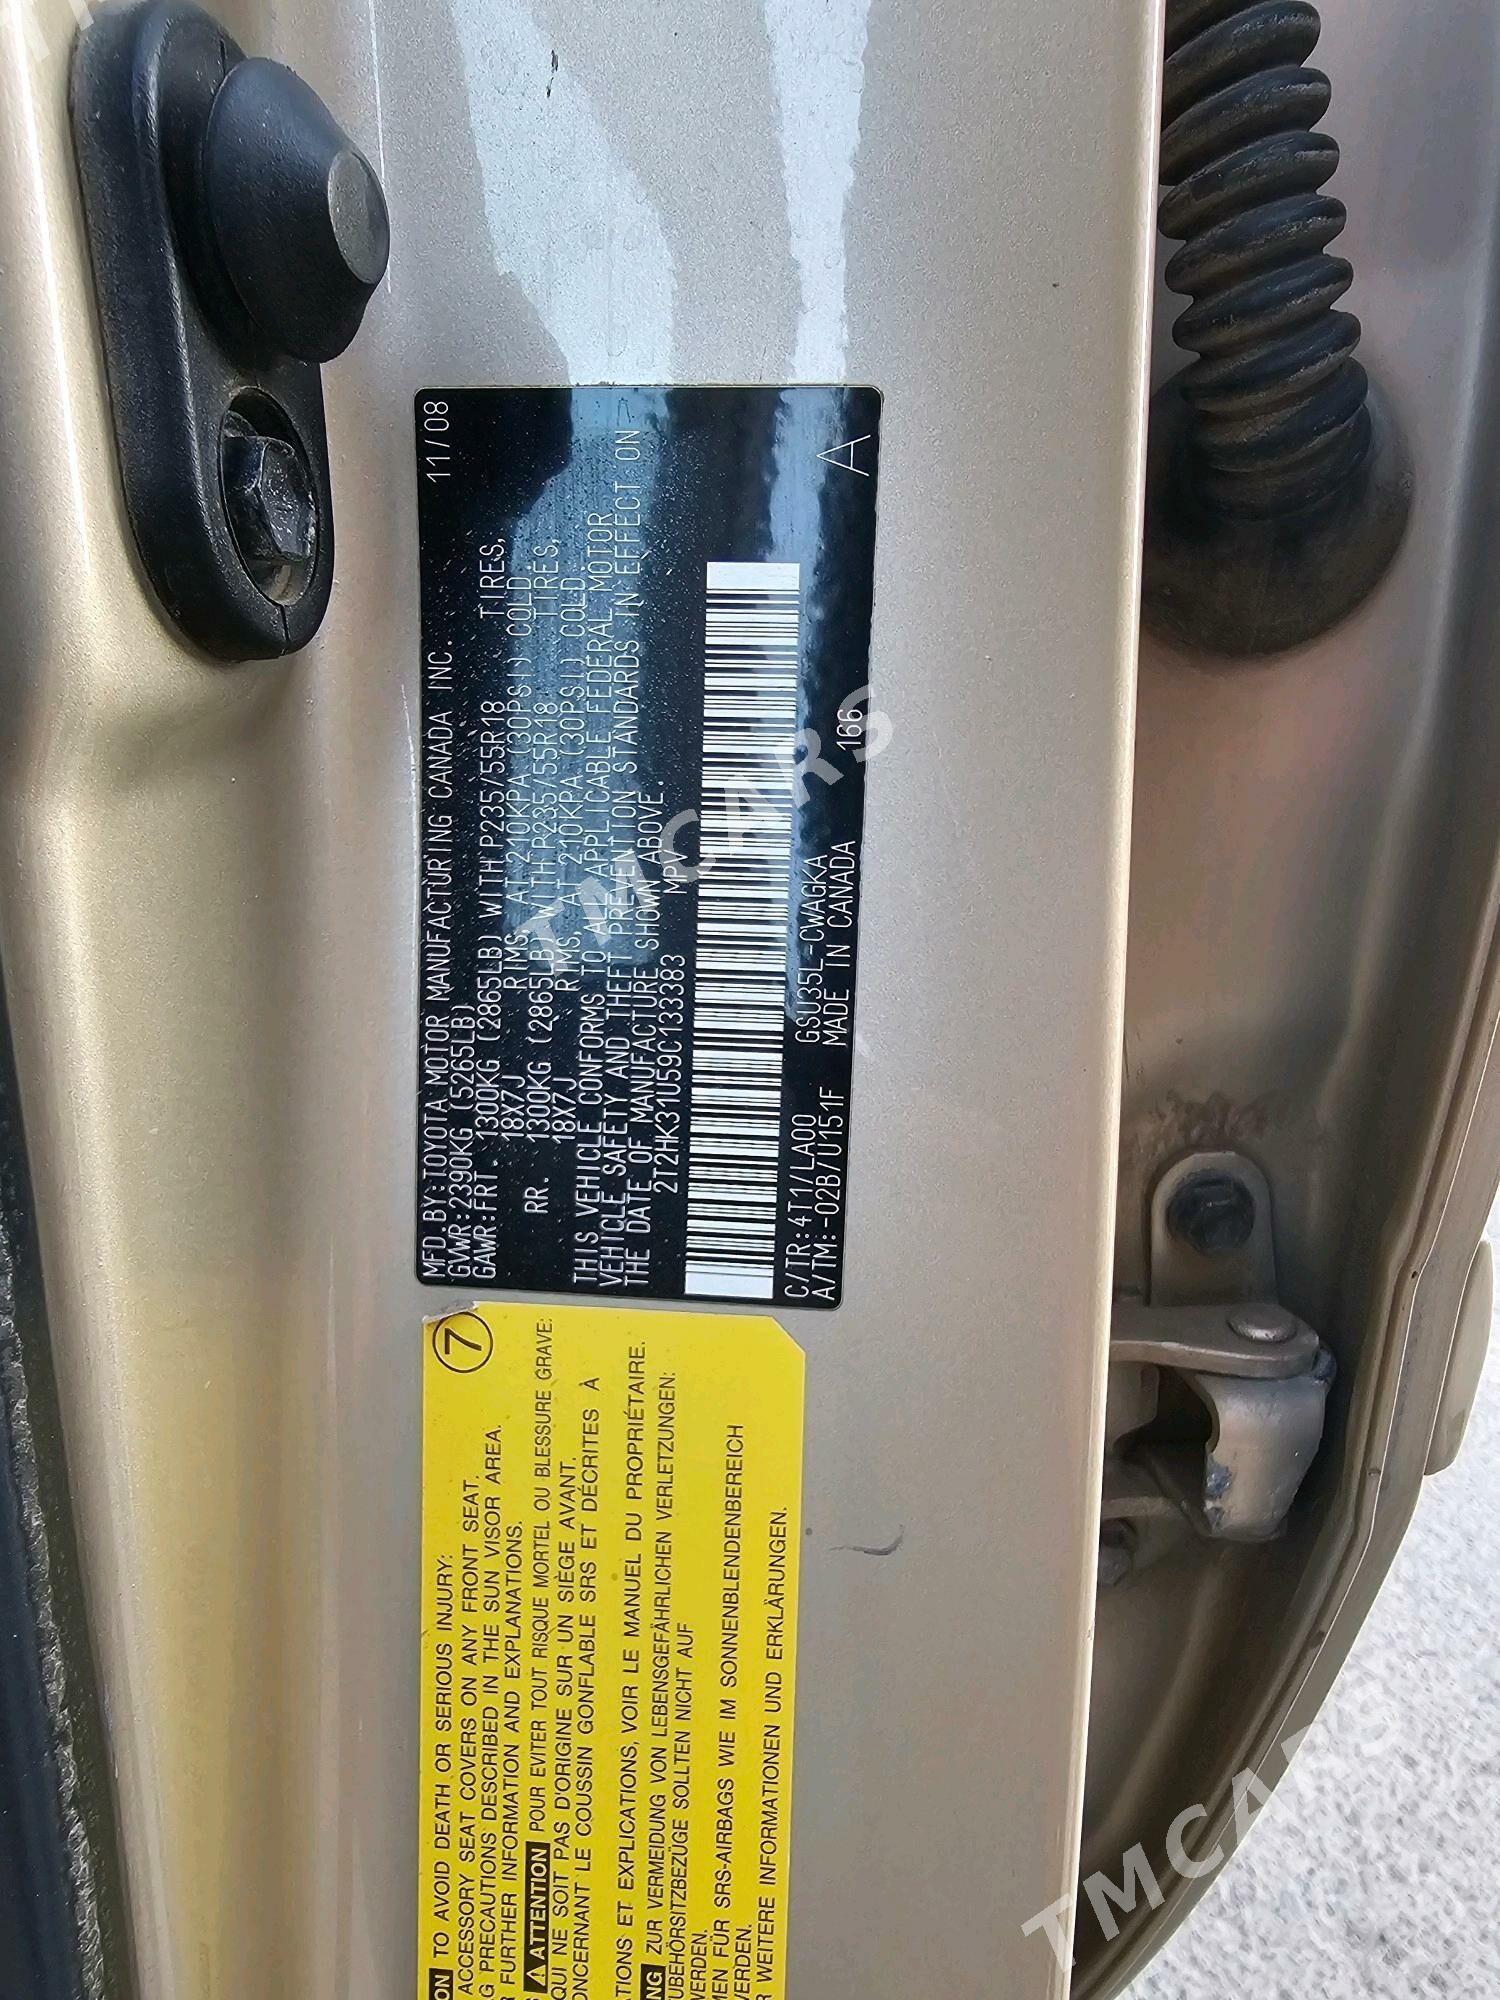 MFD.BY:TOYOTA MOTOR MANUFACTURING CANADA INC. 11/08
GVWR:2390KG (5265LB)
GAWR:FRT. 1300KG (2865LB) WITH P235/55R18 TIRES,
18X7J RIMS, AT 210KPA(30PSI) COLD
RR. 1300KG (2865LB) WITH P235/55R18 TIRES,
18X7J RIMS, AT 210KPA(30PSI) COLD
THIS VEHICLE CONFORMS TO ALL APPLICABLE FEDERAL MOTOR
VEHICLE SAFETY AND THEFT PREVENTION STANDARDS IN EFFECT ON
THE DATE OF MANUFACTURE SHOWN ABOVE.
2T2HK31U59C133383 MPV
C/TR:4T1/LA00 GSU35L-CWAGKA A
A/TM:-02B/U151F MADE IN CANADA 166
7
TO AVOID DEATH OR SERIOUS INJURY:
ACCESSORY SEAT COVERS ON ANY FRONT SEAT.
PRECAUTIONS DESCRIBED IN THE SUN VISOR AREA.
FURTHER INFORMATION AND EXPLANATIONS.
ATTENTION POUR EVITER TOUT RISQUE MORTEL OU BLESSURE GRAVE:
QUI NE SOIT PAS D'ORIGINE SUR UN SIÈGE AVANT.
LE COUSSIN GONFLABLE SRS ET DÉCRITES À
ET EXPLICATIONS, VOIR LE MANUEL DU PROPRIÉTAIRE.
ZUR VERMEIDUNG VON LEBENSGEFÄHRLICHEN VERLETZUNGEN:
SOLLTEN NICHT AUF
FÜR SRS-AIRBAGS WIE IM SONNENBLENDENBEREICH
WEITERE INFORMATIONEN UND ERKLÄRUNGEN.
TMCARS
TMCARS